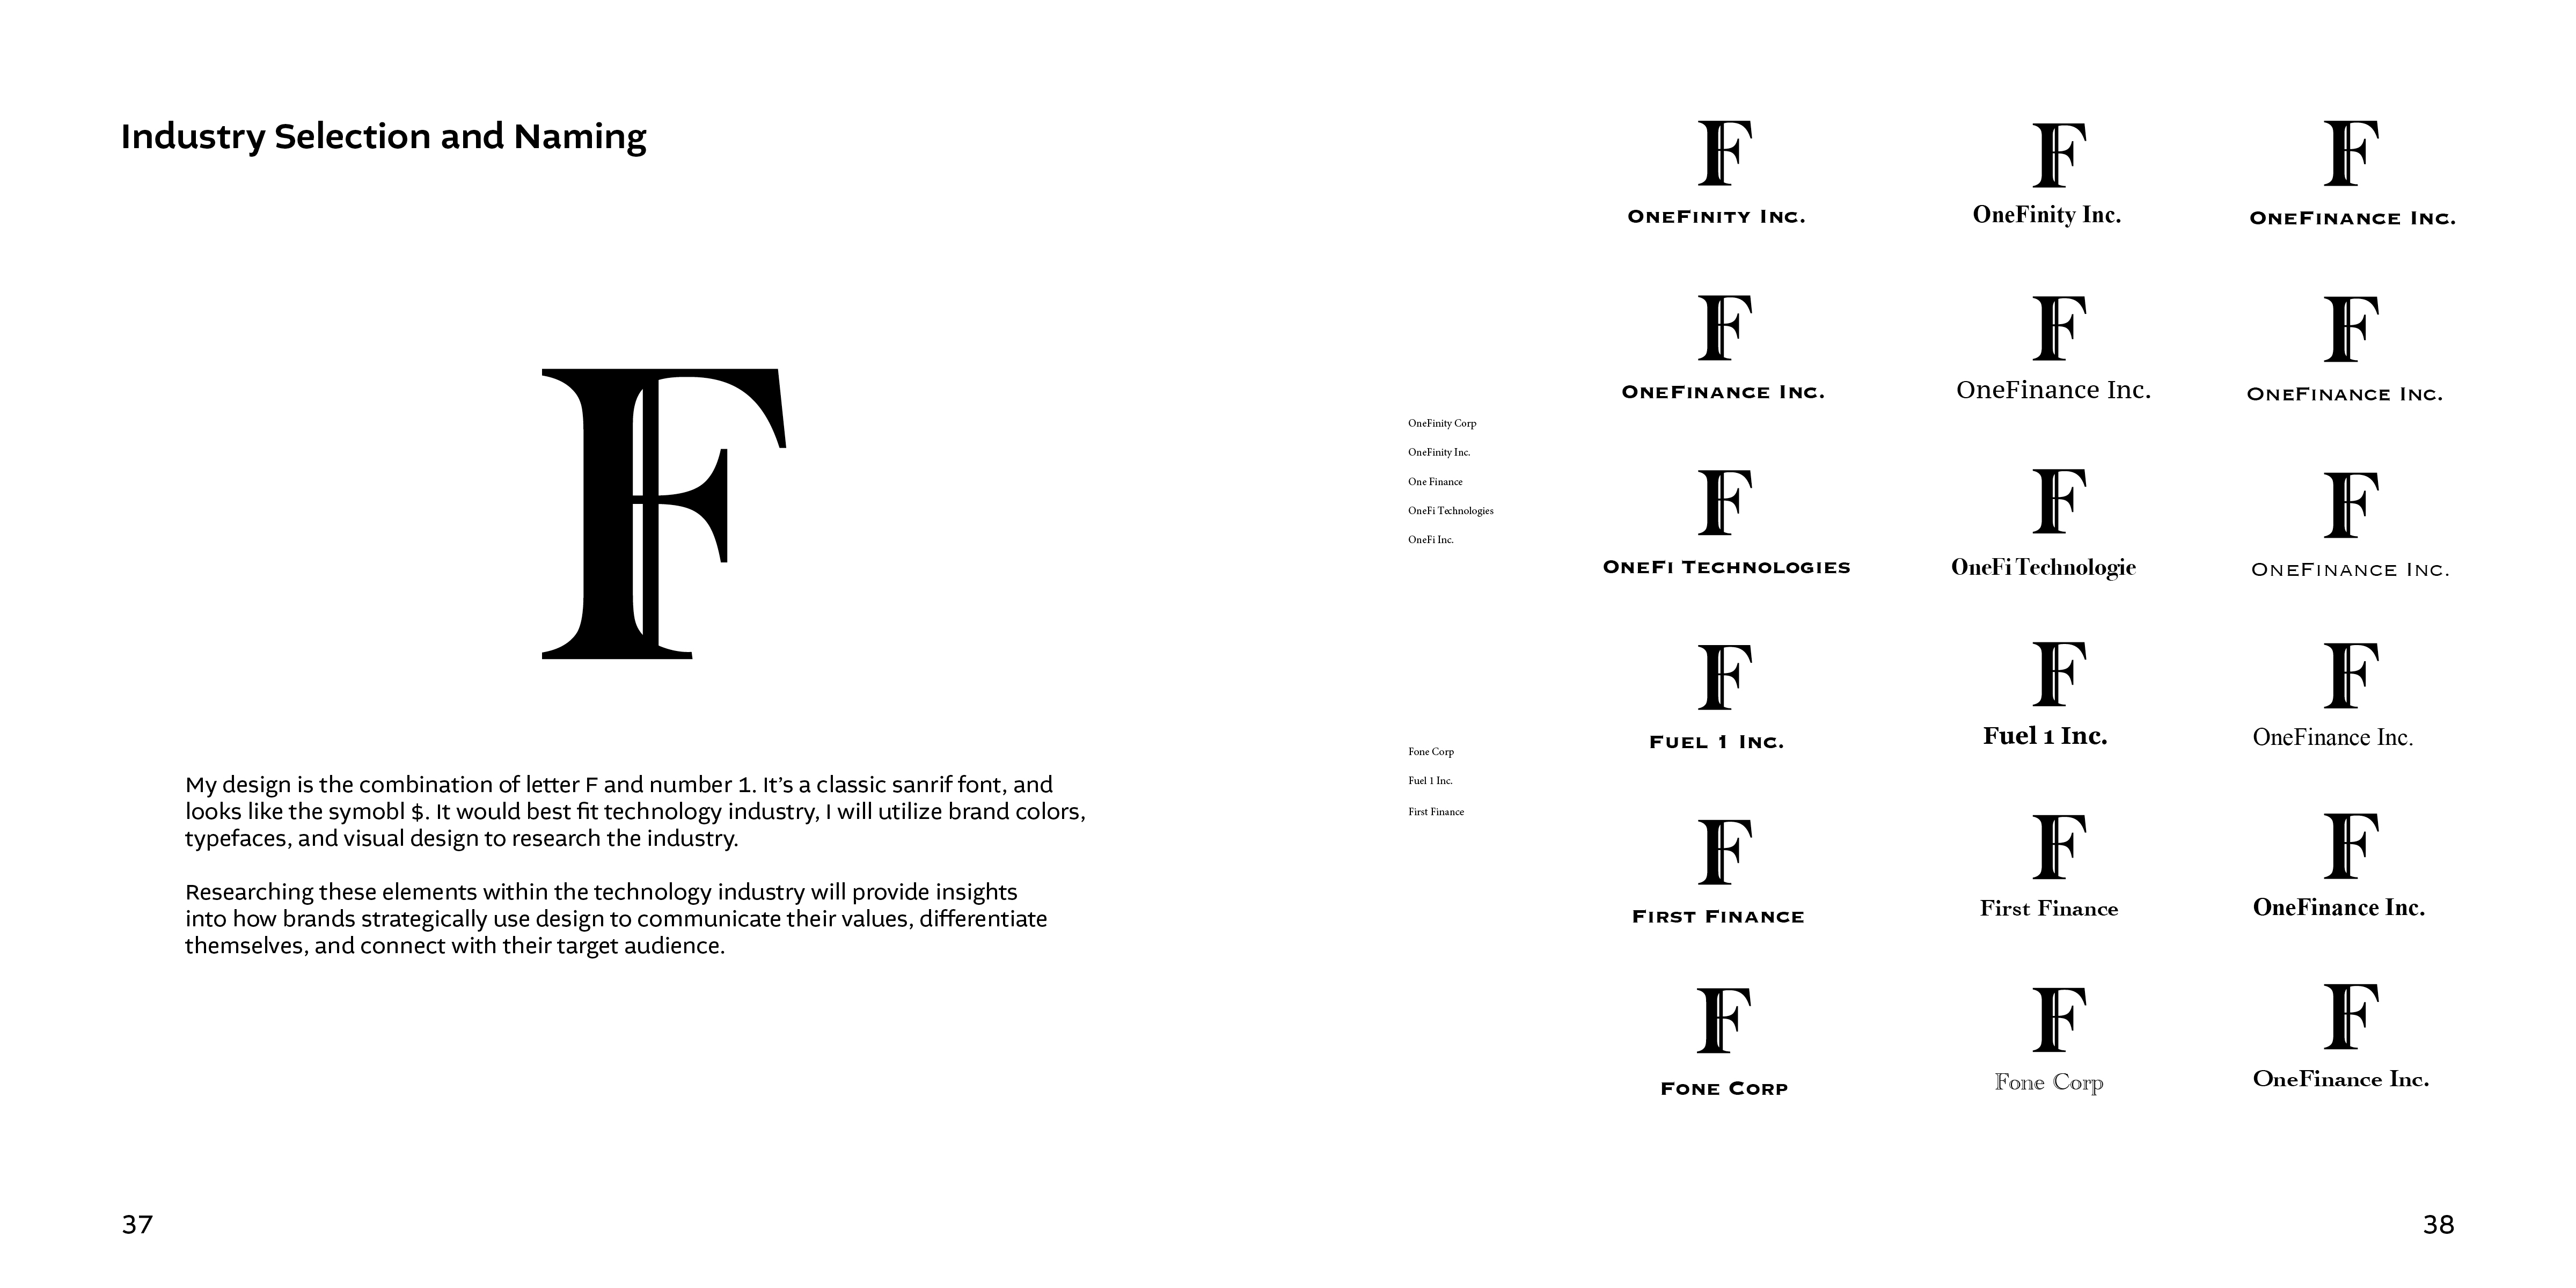 Industry Selection and Naming
F
My design is the combination of letter F and number 1. It's a classic sanrif font, and
looks like the symobl $. It would best fit technology industry, I will utilize brand colors,
typefaces, and visual design to research the industry.
Researching these elements within the technology industry will provide insights
into how brands strategically use design to communicate their values, differentiate
themselves, and connect with their target audience.
37
OneFinity Corp
OneFinity Inc.
One Finance
OneFi Technologies
OneFi Inc.
Fone Corp
Fuel 1 Inc.
First Finance
F
F
F
OneFinity Inc.
OneFinity Inc.
OneFinance Inc.
F
F
F
OneFinance Inc.
OneFinance Inc.
OneFinance Inc.
F
F
F
OneFi Technologies
OneFi Technologie
OneFinance Inc.
F
F
F
Fuel 1 Inc.
Fuel 1 Inc.
OneFinance Inc.
F
F
F
First Finance
First Finance
OneFinance Inc.
F
F
F
Fone Corp
Fone Corp
OneFinance Inc.
38